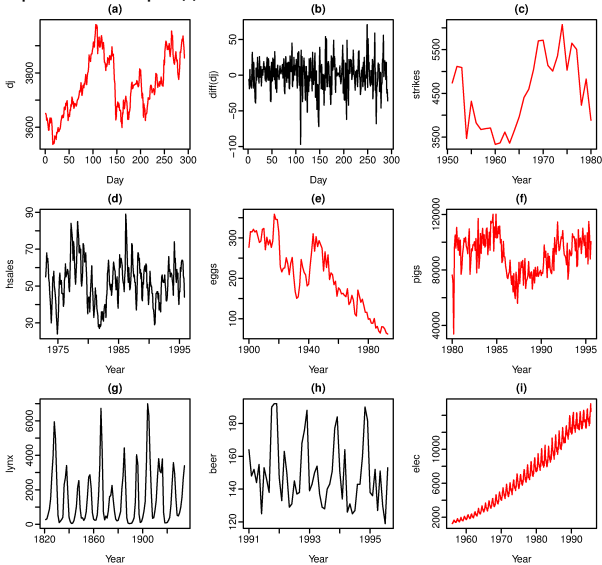 (a) (b) (c)
dj
3600 3800
0 50 100 150 200 250 300
Day
diff(dj)
−100 −50 0 50
0 50 100 150 200 250 300
Day
strikes
3500 4500 5500
1950 1960 1970 1980
Year
(d) (e) (f)
hsales
30 50 70 90
1975 1985 1995
Year
eggs
100 200 300
1900 1940 1980
Year
pigs
40000 80000 120000
1980 1985 1990 1995
Year
(g) (h) (i)
lynx
0 2000 4000 7000
1820 1860 1900
Year
beer
120 140 160 180
1991 1993 1995
Year
elec
2000 6000
1960 1970 1980 1990
Year